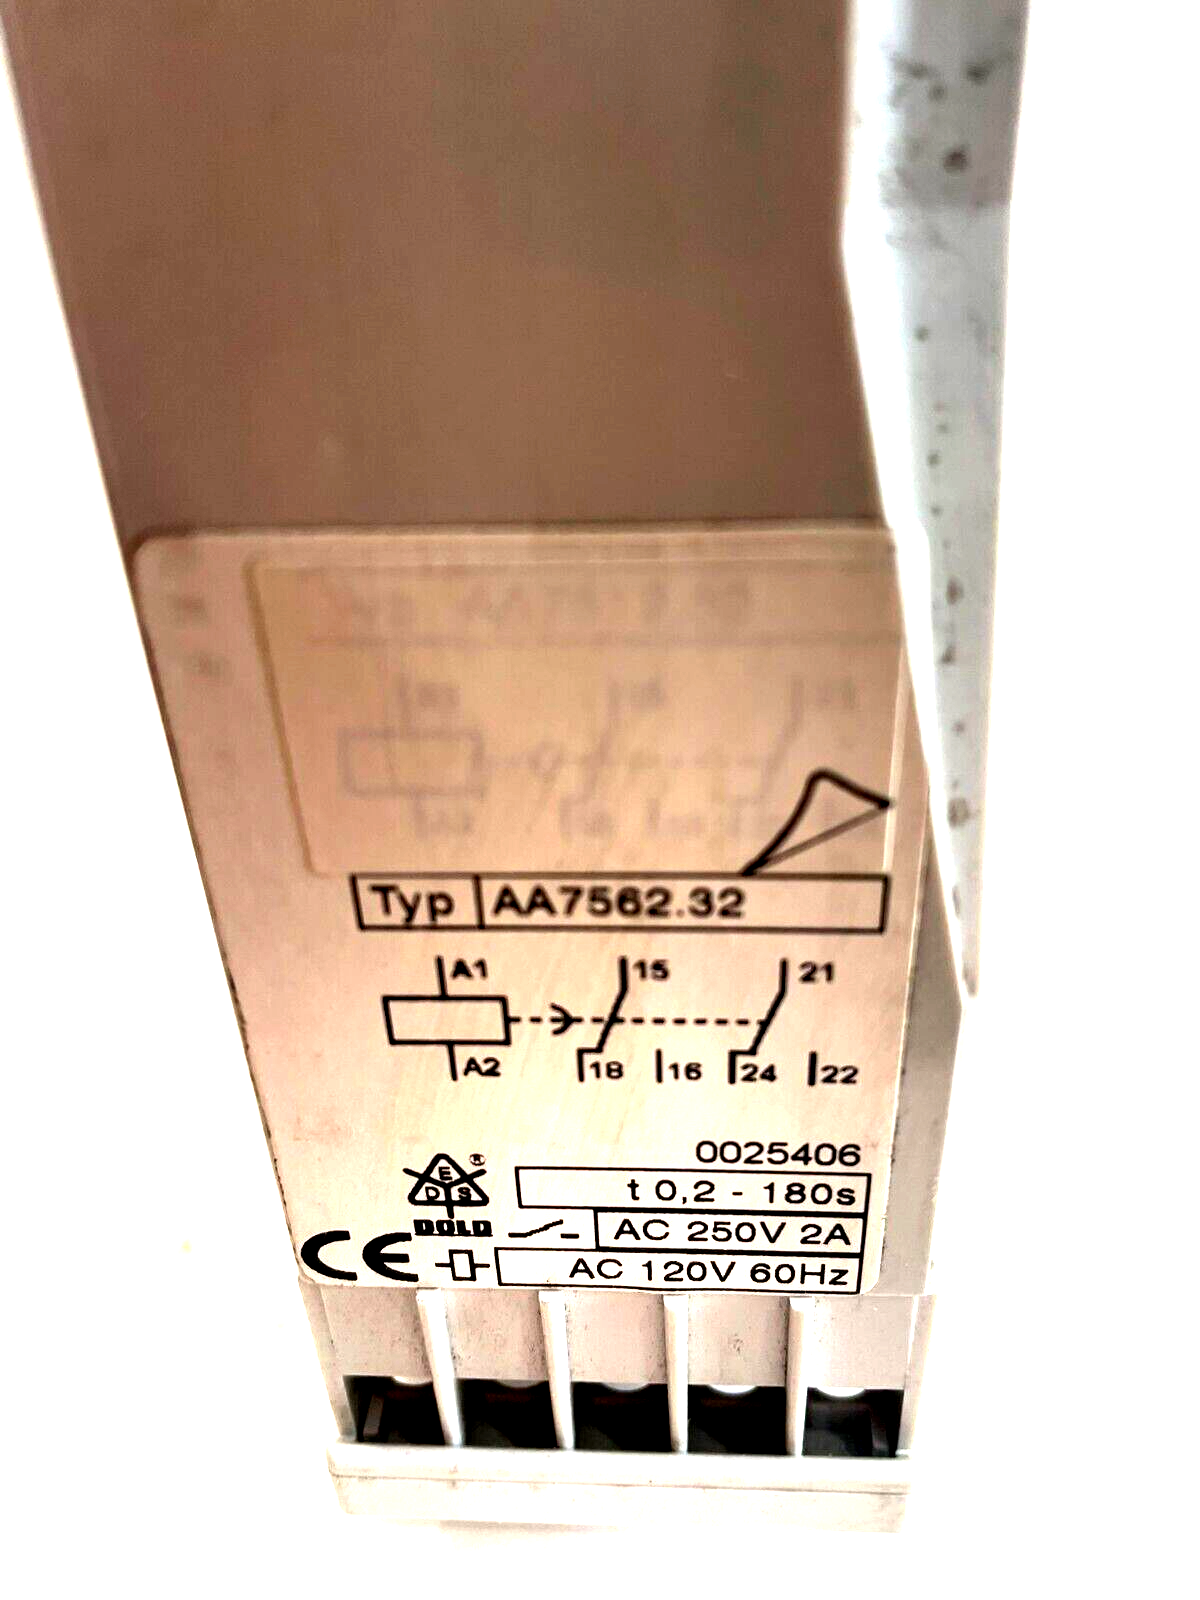 Typ AA7562.32
A1 15 21
A2 18 16 24 22
0025406
E
D S ®
DOLD
t 0,2 - 180s
AC 250V 2A
CE AC 120V 60Hz